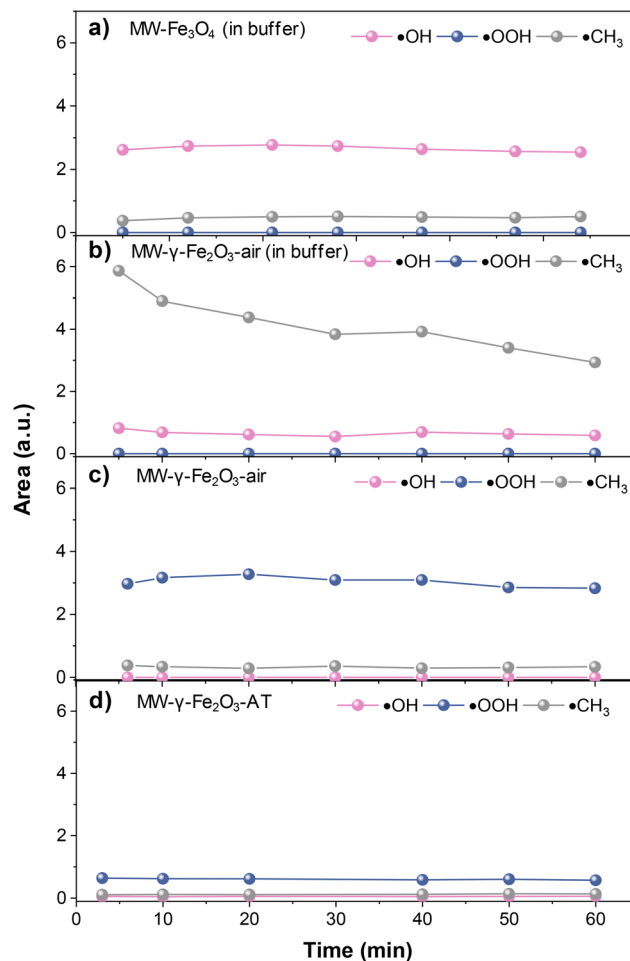 a) MW-Fe₃O₄ (in buffer)
●OH ●OOH ●CH₃
6
4
2
0
b) MW-γ-Fe₂O₃-air (in buffer)
●OH ●OOH ●CH₃
6
4
2
0
c) MW-γ-Fe₂O₃-air
●OH ●OOH ●CH₃
6
4
2
0
d) MW-γ-Fe₂O₃-AT
●OH ●OOH ●CH₃
6
4
2
0
0 10 20 30 40 50 60
Time (min)
Area (a.u.)